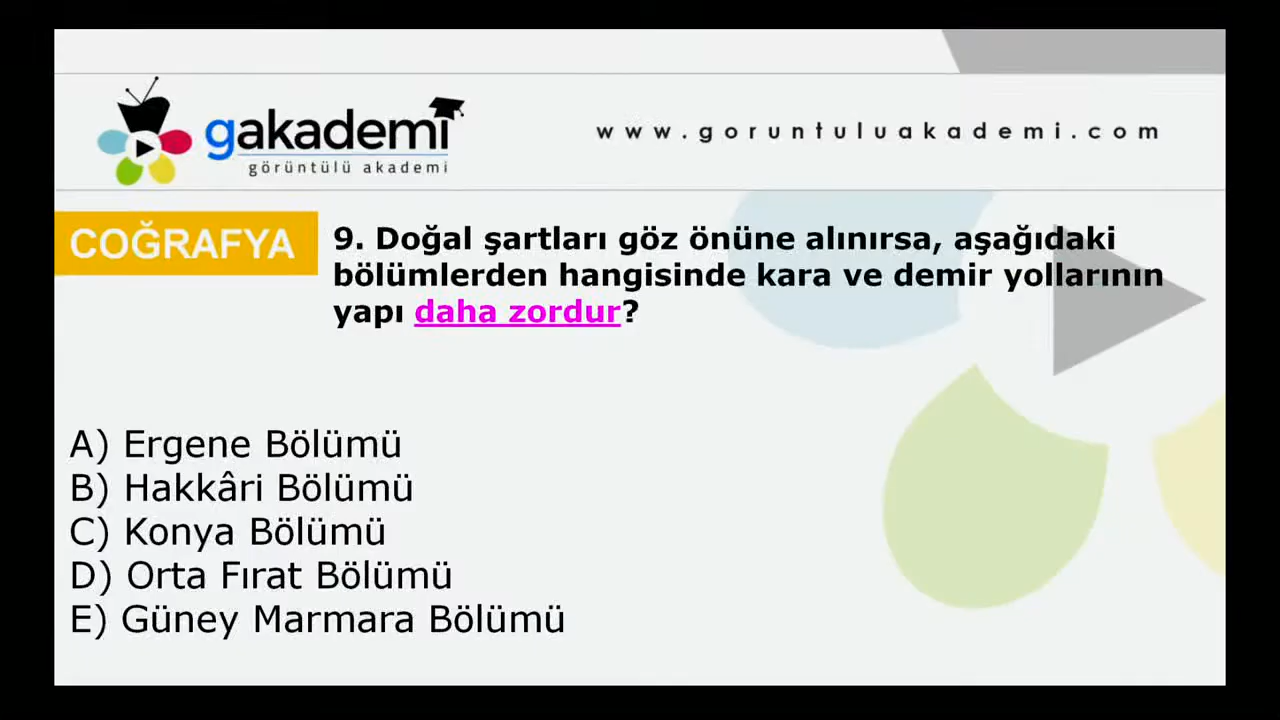 gakademi
görüntülü akademi
www.goruntuluakademi.com
COĞRAFYA
9. Doğal şartları göz önüne alınırsa, aşağıdaki
bölümlerden hangisinde kara ve demir yollarının
yapı daha zordur?
A) Ergene Bölümü
B) Hakkâri Bölümü
C) Konya Bölümü
D) Orta Fırat Bölümü
E) Güney Marmara Bölümü